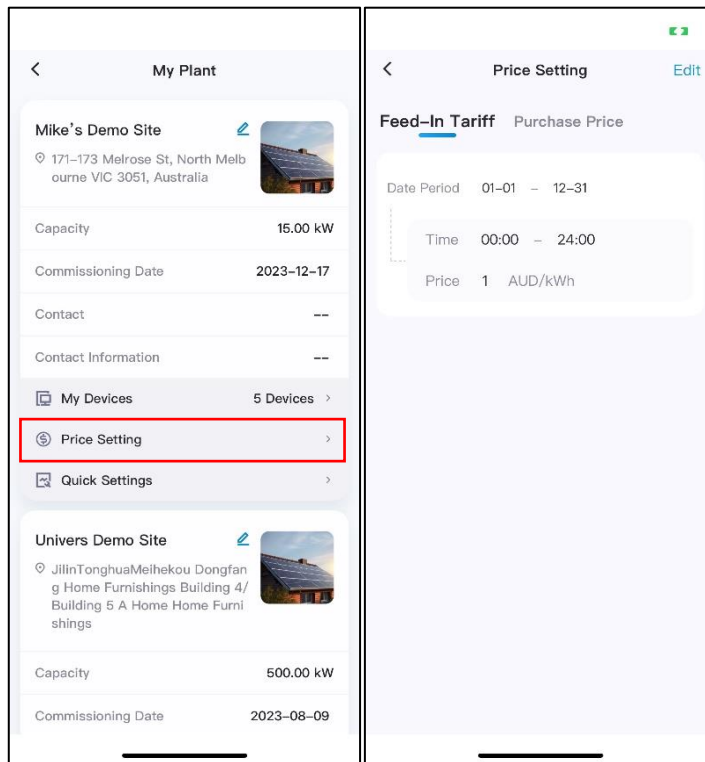 My Plant
Mike's Demo Site
171–173 Melrose St, North Melb
ourne VIC 3051, Australia
Capacity 15.00 kW
Commissioning Date 2023–12–17
Contact --
Contact Information --
My Devices 5 Devices
Price Setting
Quick Settings
Univers Demo Site
JilinTonghuaMeihekou Dongfan
g Home Furnishings Building 4/
Building 5 A Home Home Furni
shings
Capacity 500.00 kW
Commissioning Date 2023–08–09
Price Setting Edit
Feed–In Tariff Purchase Price
Date Period 01–01 – 12–31
Time 00:00 – 24:00
Price 1 AUD/kWh